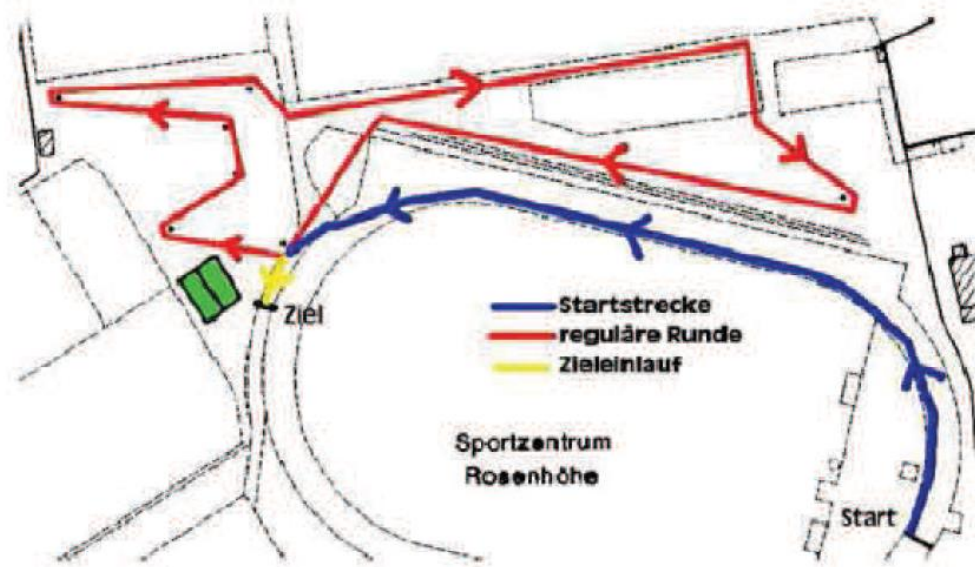 Ziel
Startstrecke
reguläre Runde
Zieleinlauf
Sportzentrum
Rosenhöhe
Start